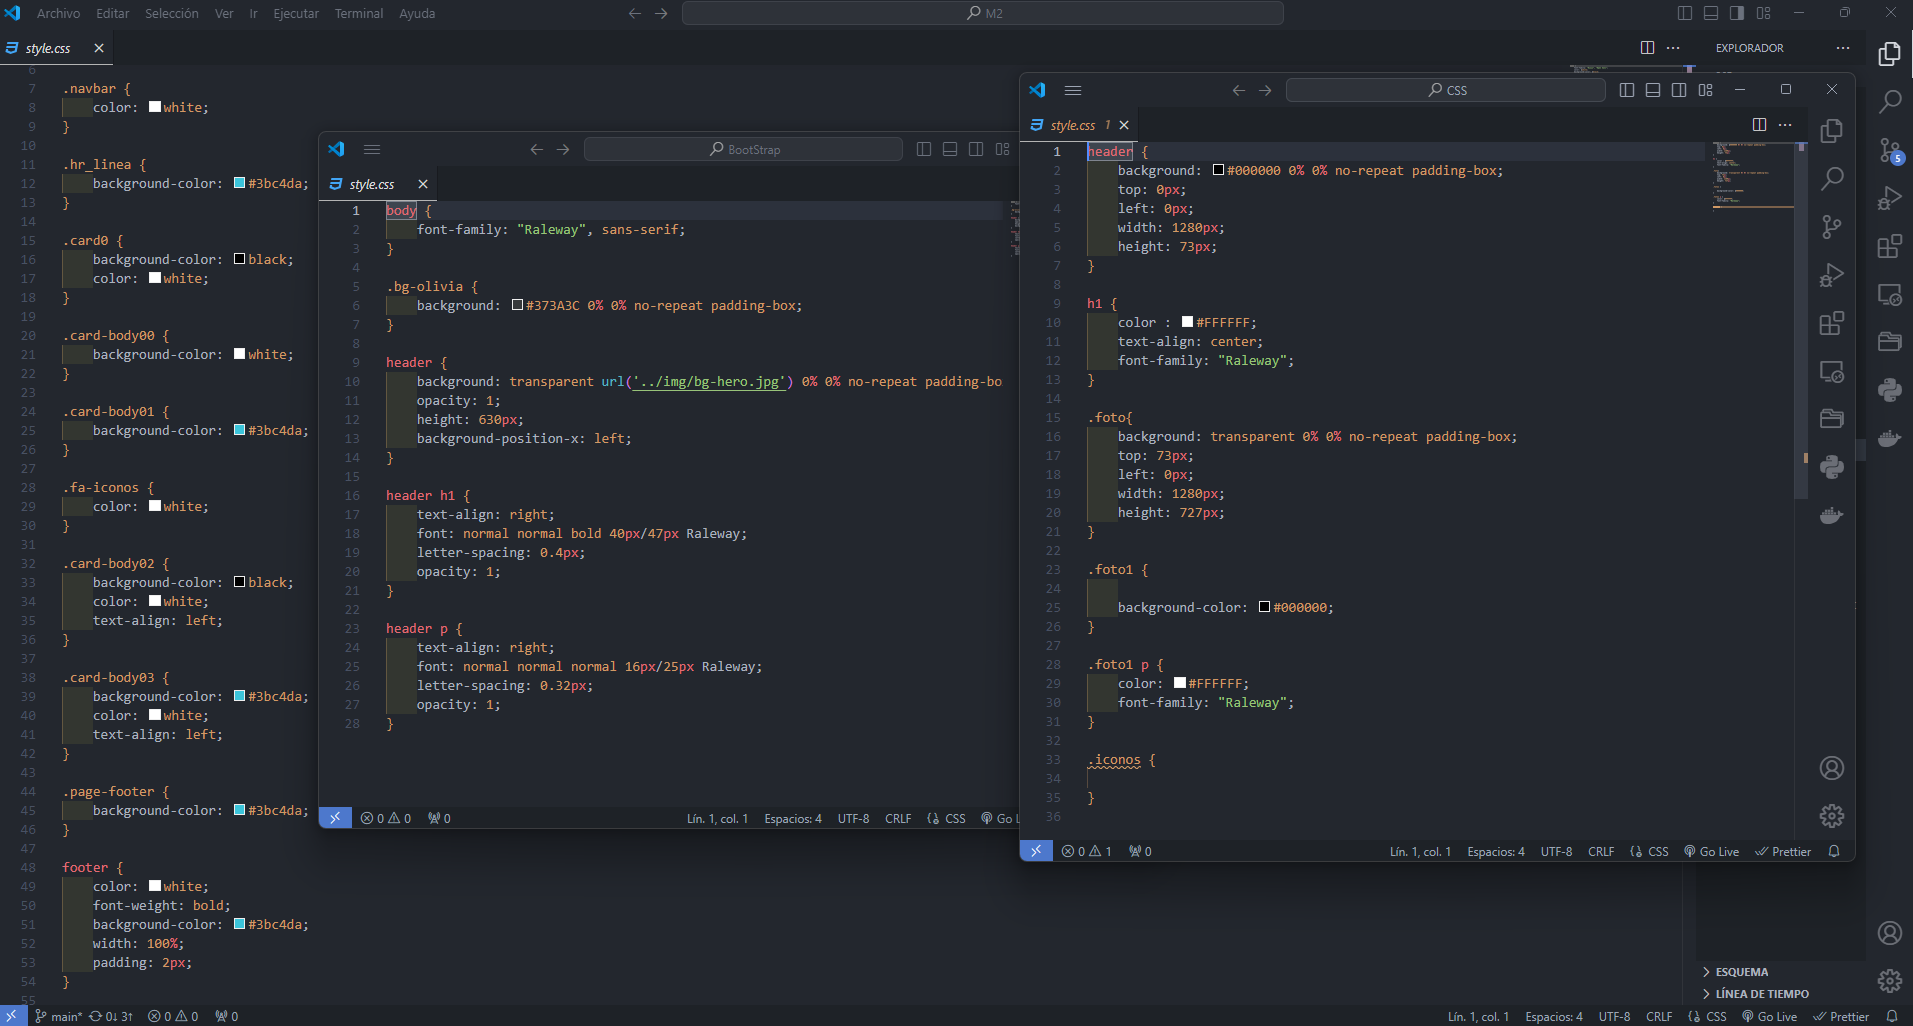 Archivo Editar Selección Ver Ir Ejecutar Terminal Ayuda
M2
style.css
EXPLORADOR
6
7 .navbar {
8 color: white;
9 }
10
11 .hr_linea {
12 background-color: #3bc4da;
13 }
14
15 .card0 {
16 background-color: black;
17 color: white;
18 }
19
20 .card-body00 {
21 background-color: white;
22 }
23
24 .card-body01 {
25 background-color: #3bc4da;
26 }
27
28 .fa-iconos {
29 color: white;
30 }
31
32 .card-body02 {
33 background-color: black;
34 color: white;
35 text-align: left;
36 }
37
38 .card-body03 {
39 background-color: #3bc4da;
40 color: white;
41 text-align: left;
42 }
43
44 .page-footer {
45 background-color: #3bc4da;
46 }
47
48 footer {
49 color: white;
50 font-weight: bold;
51 background-color: #3bc4da;
52 width: 100%;
53 padding: 2px;
54 }
55
BootStrap
style.css
1 body {
2 font-family: "Raleway", sans-serif;
3 }
4
5 .bg-olivia {
6 background: #373A3C 0% 0% no-repeat padding-box;
7 }
8
9 header {
10 background: transparent url('../img/bg-hero.jpg') 0% 0% no-repeat padding-bo
11 opacity: 1;
12 height: 630px;
13 background-position-x: left;
14 }
15
16 header h1 {
17 text-align: right;
18 font: normal normal bold 40px/47px Raleway;
19 letter-spacing: 0.4px;
20 opacity: 1;
21 }
22
23 header p {
24 text-align: right;
25 font: normal normal normal 16px/25px Raleway;
26 letter-spacing: 0.32px;
27 opacity: 1;
28 }
0 0 0 Lín. 1, col. 1 Espacios: 4 UTF-8 CRLF CSS Go L
CSS
style.css 1
1 header {
2 background: #000000 0% 0% no-repeat padding-box;
3 top: 0px;
4 left: 0px;
5 width: 1280px;
6 height: 73px;
7 }
8
9 h1 {
10 color : #FFFFFF;
11 text-align: center;
12 font-family: "Raleway";
13 }
14
15 .foto{
16 background: transparent 0% 0% no-repeat padding-box;
17 top: 73px;
18 left: 0px;
19 width: 1280px;
20 height: 727px;
21 }
22
23 .foto1 {
24
25 background-color: #000000;
26 }
27
28 .foto1 p {
29 color: #FFFFFF;
30 font-family: "Raleway";
31 }
32
33 .iconos {
34
35 }
36
0 1 0 Lín. 1, col. 1 Espacios: 4 UTF-8 CRLF CSS Go Live Prettier
5
ESQUEMA
LÍNEA DE TIEMPO
main* 0↓ 3↑ 0 0 0 Lín. 1, col. 1 Espacios: 4 UTF-8 CRLF CSS Go Live Prettier